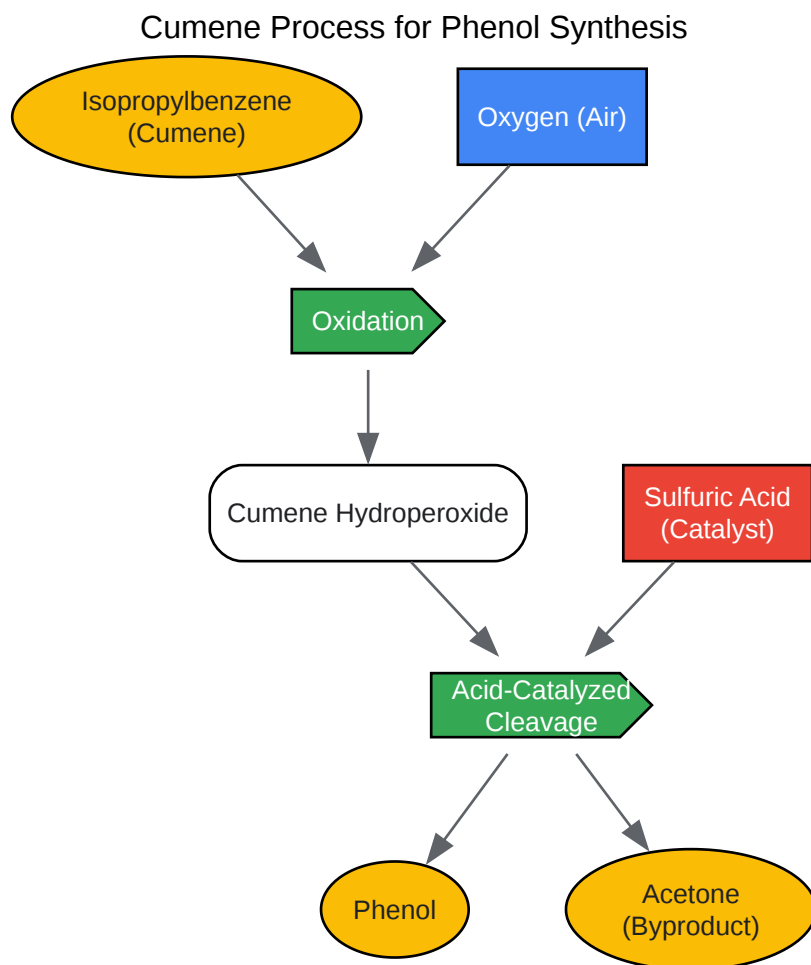 Cumene Process for Phenol Synthesis
Isopropylbenzene
(Cumene)
Oxygen (Air)
Oxidation
Cumene Hydroperoxide
Sulfuric Acid
(Catalyst)
Acid-Catalyzed
Cleavage
Phenol
Acetone
(Byproduct)